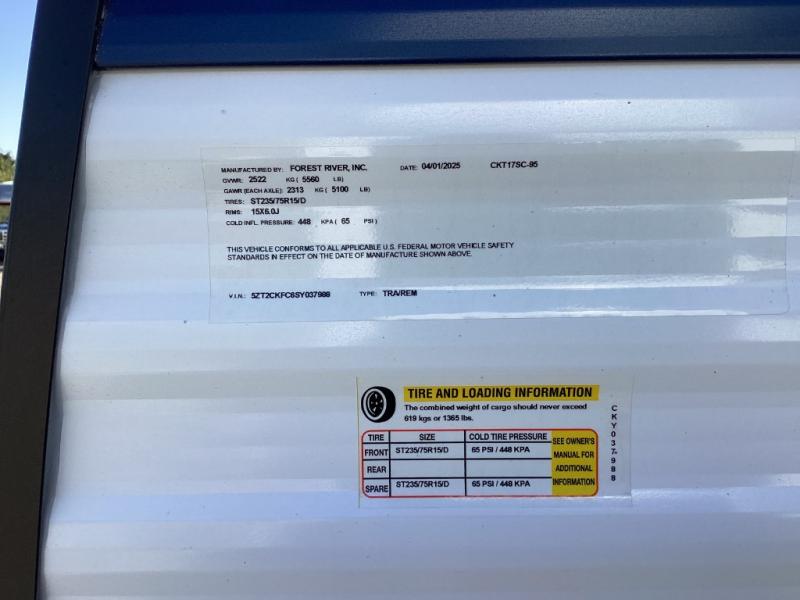 MANUFACTURED BY: FOREST RIVER, INC. DATE: 04/01/2025 CKT17SC-95
GVWR: 2522 KG ( 5560 LB)
GAWR (EACH AXLE): 2313 KG ( 5100 LB)
TIRES: ST235/75R15/D
RIMS: 15X6.0J
COLD INFL. PRESSURE: 448 KPA ( 65 PSI )
THIS VEHICLE CONFORMS TO ALL APPLICABLE U.S. FEDERAL MOTOR VEHICLE SAFETY
STANDARDS IN EFFECT ON THE DATE OF MANUFACTURE SHOWN ABOVE.
V.I.N.: 5ZT2CKFC6SY037988 TYPE: TRA/REM
TIRE AND LOADING INFORMATION
The combined weight of cargo should never exceed
619 kgs or 1365 lbs.
TIRE SIZE COLD TIRE PRESSURE SEE OWNER'S
FRONT ST235/75R15/D 65 PSI / 448 KPA MANUAL FOR
REAR ADDITIONAL
SPARE ST235/75R15/D 65 PSI / 448 KPA INFORMATION
CKY037988